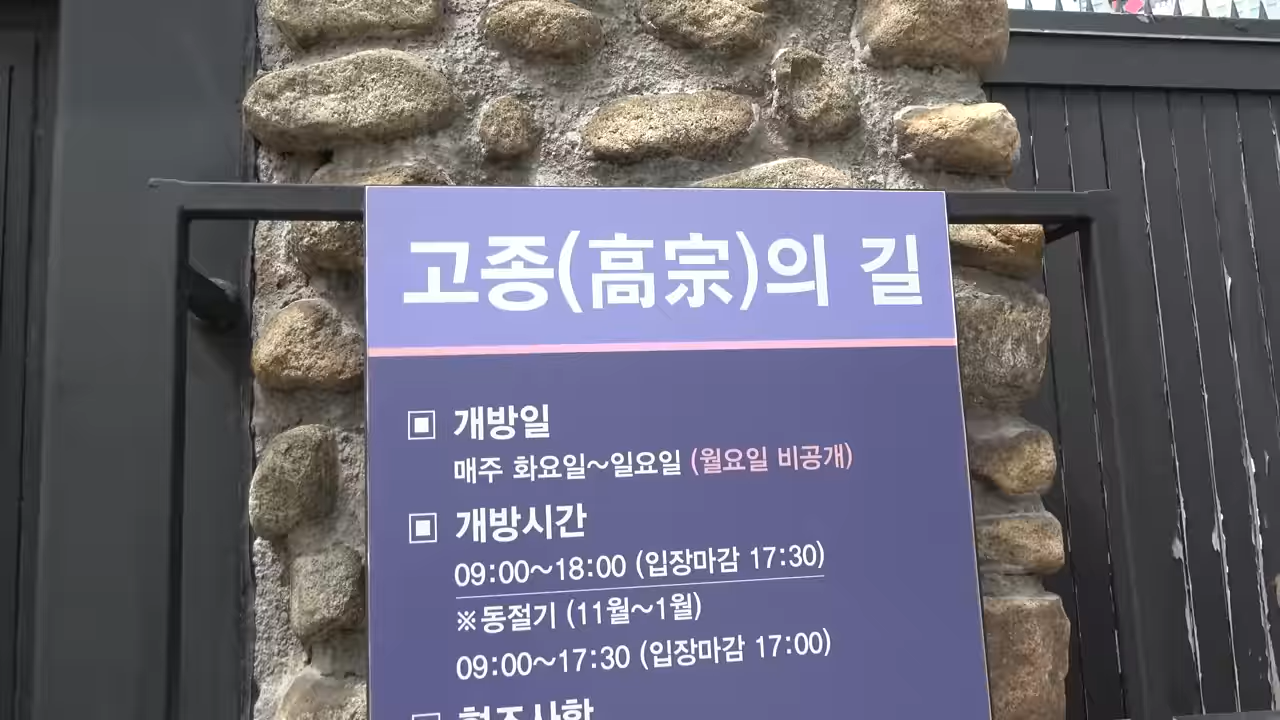 고종(高宗)의 길
▣ 개방일
매주 화요일~일요일 (월요일 비공개)
▣ 개방시간
09:00~18:00 (입장마감 17:30)
※동절기 (11월~1월)
09:00~17:30 (입장마감 17:00)